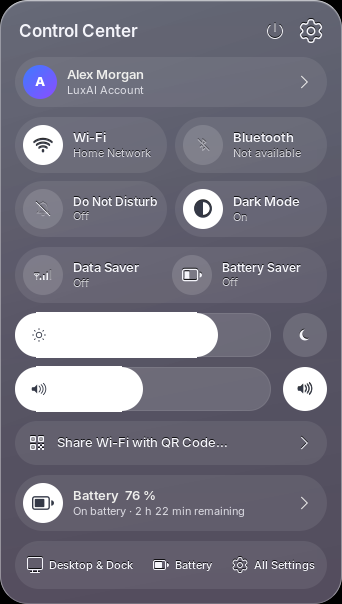 Control Center
A
Alex Morgan
LuxAI Account
Wi-Fi
Home Network
Bluetooth
Not available
Do Not Disturb
Off
Dark Mode
On
Data Saver
Off
Battery Saver
Off
Share Wi-Fi with QR Code...
Battery 76 %
On battery · 2 h 22 min remaining
Desktop & Dock
Battery
All Settings